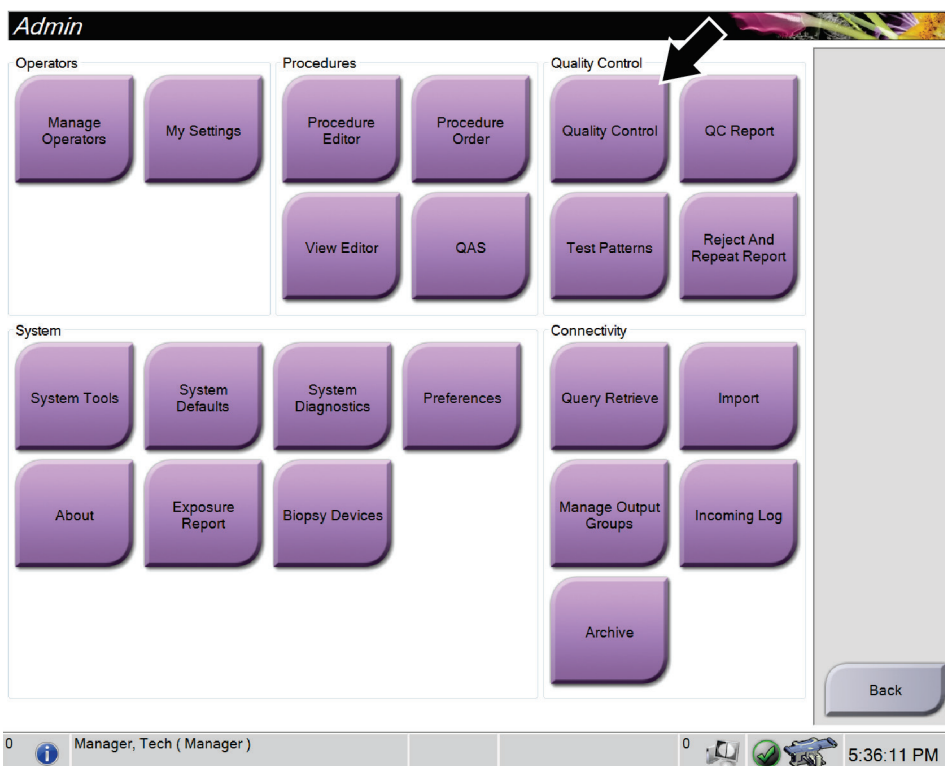 Admin
Operators
Manage
Operators
My Settings
Procedures
Procedure
Editor
Procedure
Order
View Editor
QAS
Quality Control
Quality Control
QC Report
Test Patterns
Reject And
Repeat Report
System
System Tools
System
Defaults
System
Diagnostics
Preferences
About
Exposure
Report
Biopsy Devices
Connectivity
Query Retrieve
Import
Manage Output
Groups
Incoming Log
Archive
Back
0
i
Manager, Tech ( Manager )
0
5:36:11 PM